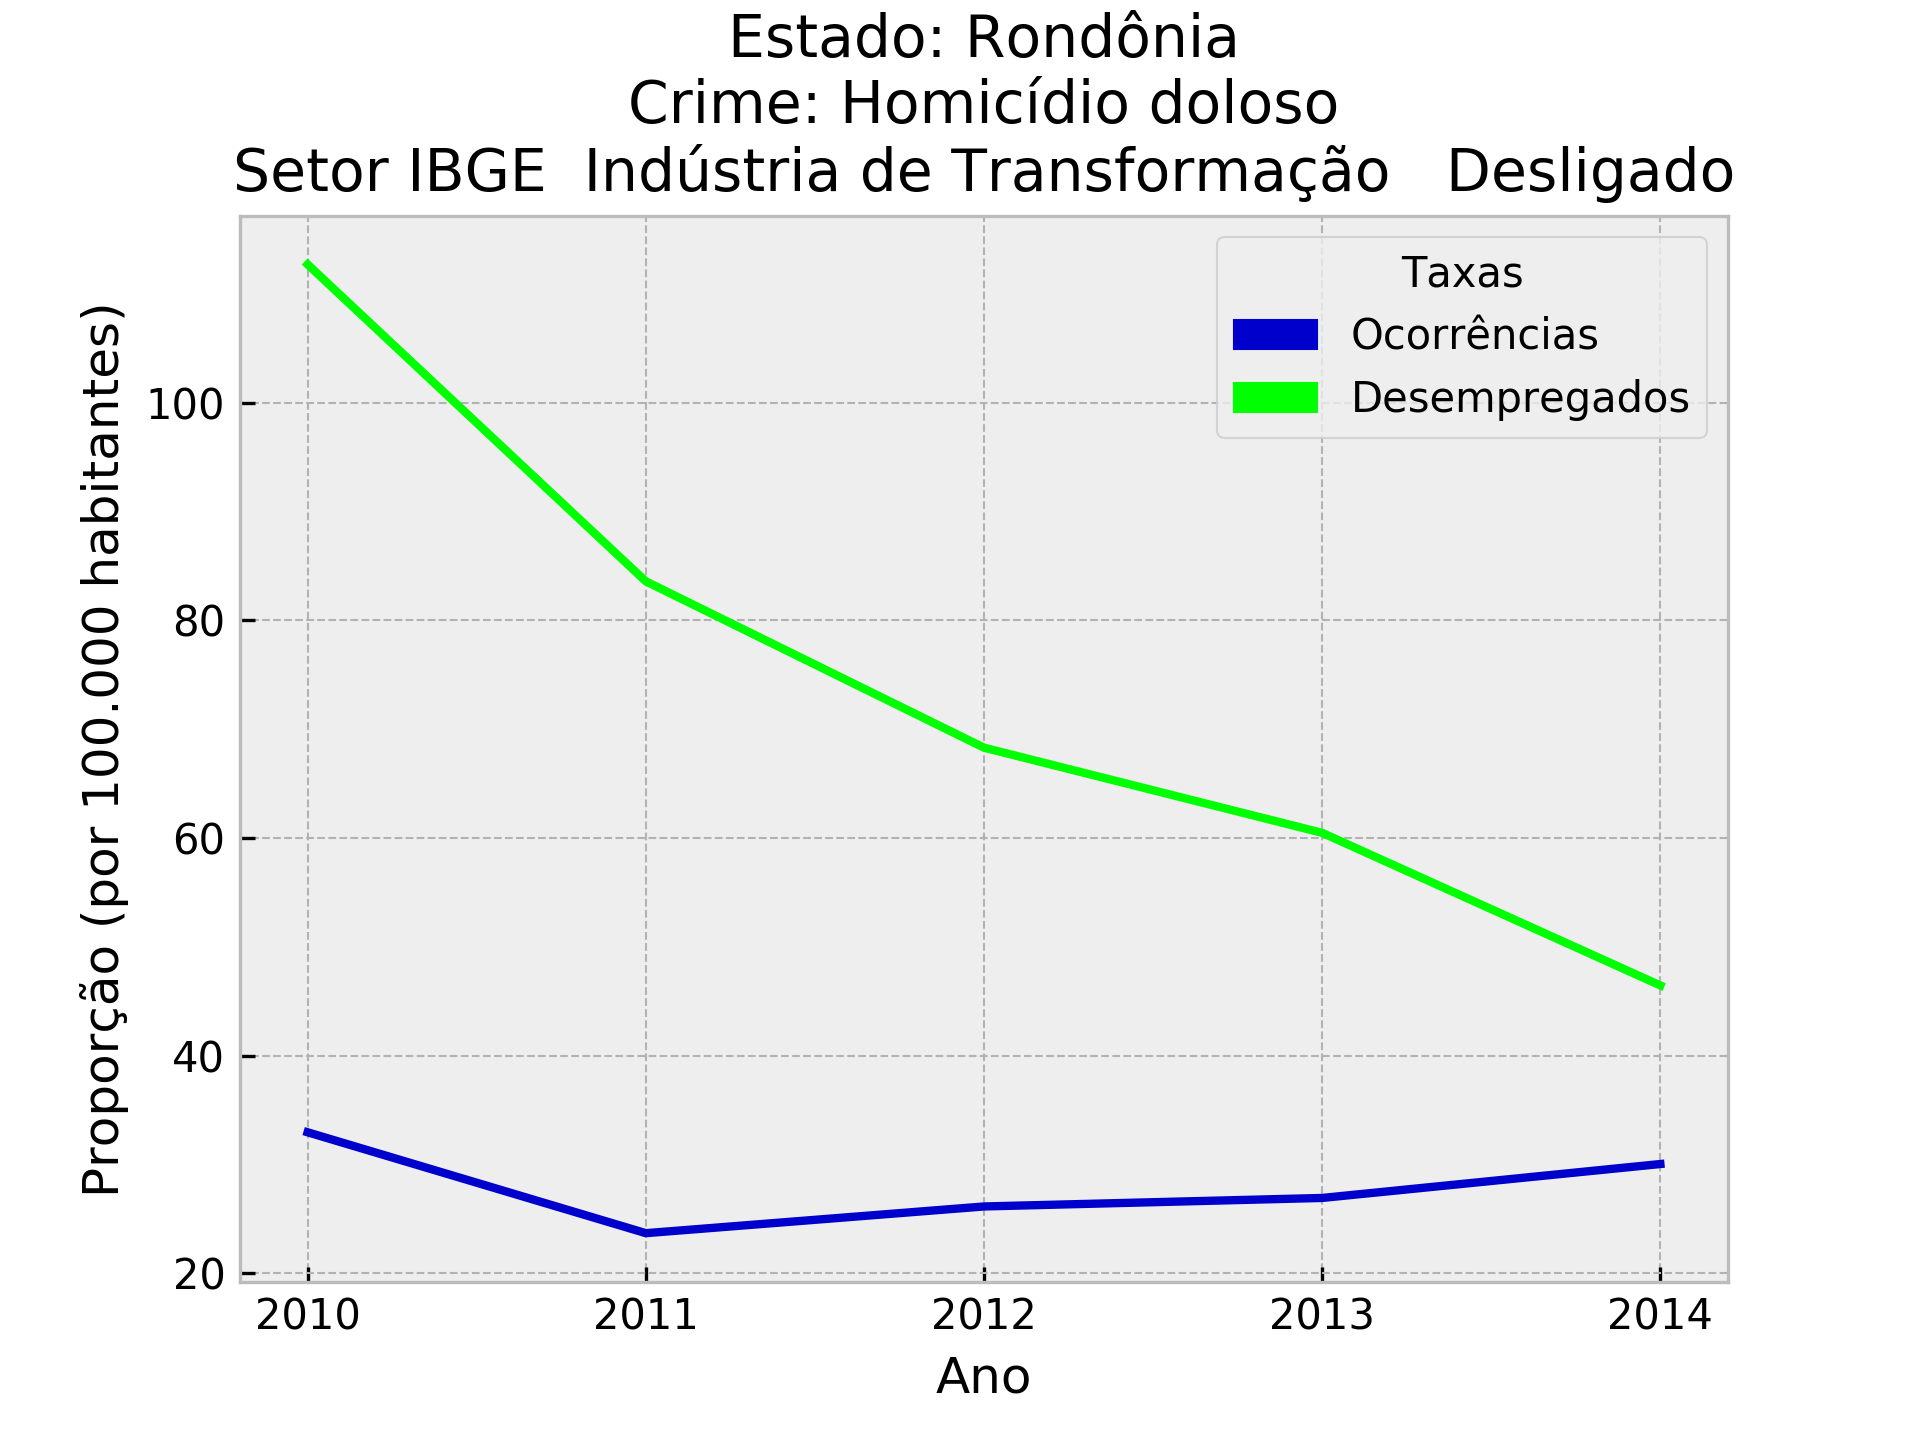 Estado: Rondônia
Crime: Homicídio doloso
Setor IBGE  Indústria de Transformação   Desligado
Taxas
Ocorrências
Desempregados
Proporção (por 100.000 habitantes)
100
80
60
40
20
2010 2011 2012 2013 2014
Ano